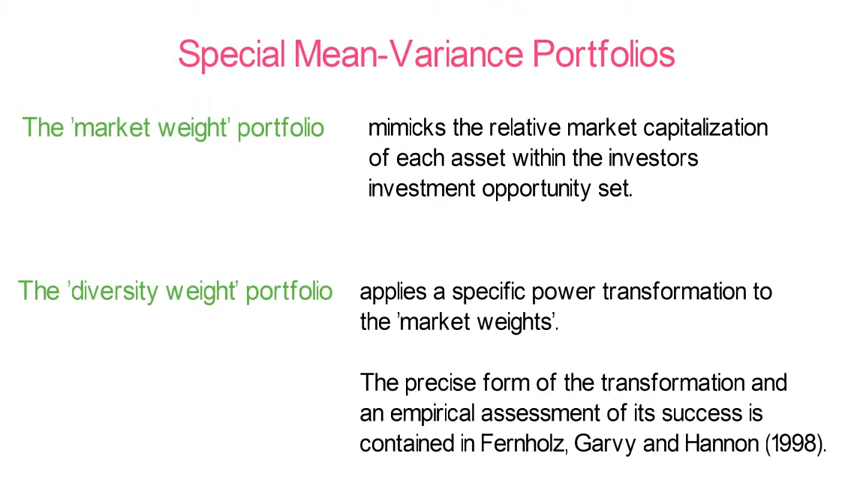 Special Mean-Variance Portfolios
The 'market weight' portfolio
mimicks the relative market capitalization
of each asset within the investors
investment opportunity set.
The 'diversity weight' portfolio
applies a specific power transformation to
the 'market weights'.
The precise form of the transformation and
an empirical assessment of its success is
contained in Fernholz, Garvy and Hannon (1998).